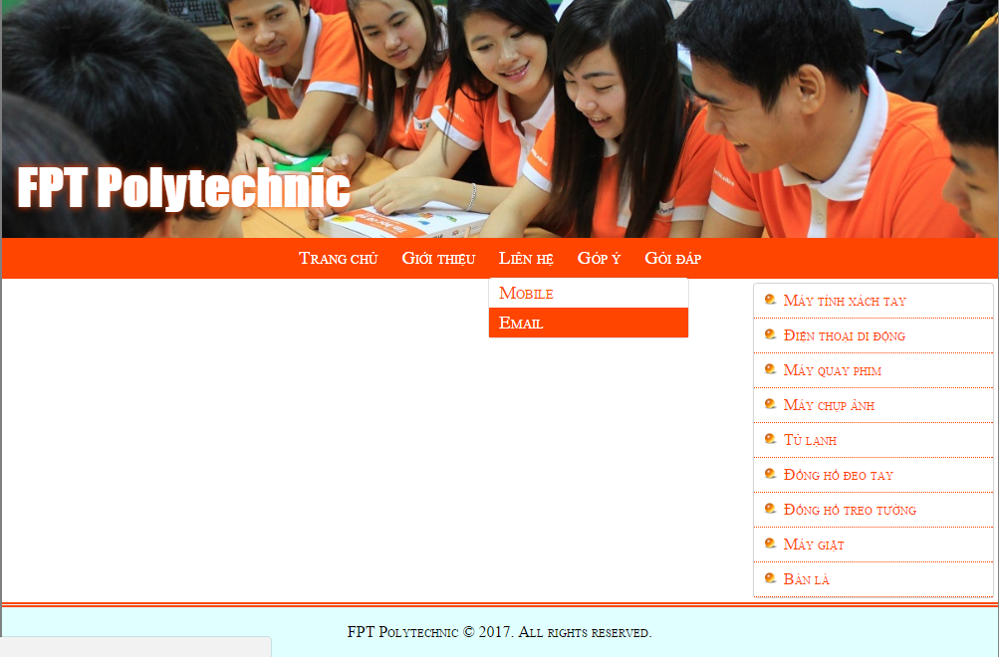 FPT Polytechnic
Trang chủ Giới thiệu Liên hệ Góp ý Gỏi đáp
Mobile
Email
Máy tính xách tay
Điện thoại di động
Máy quay phim
Máy chụp ảnh
Tủ lạnh
Đồng hồ đeo tay
Đồng hồ treo tường
Máy giặt
Bàn là
FPT Polytechnic © 2017. All rights reserved.